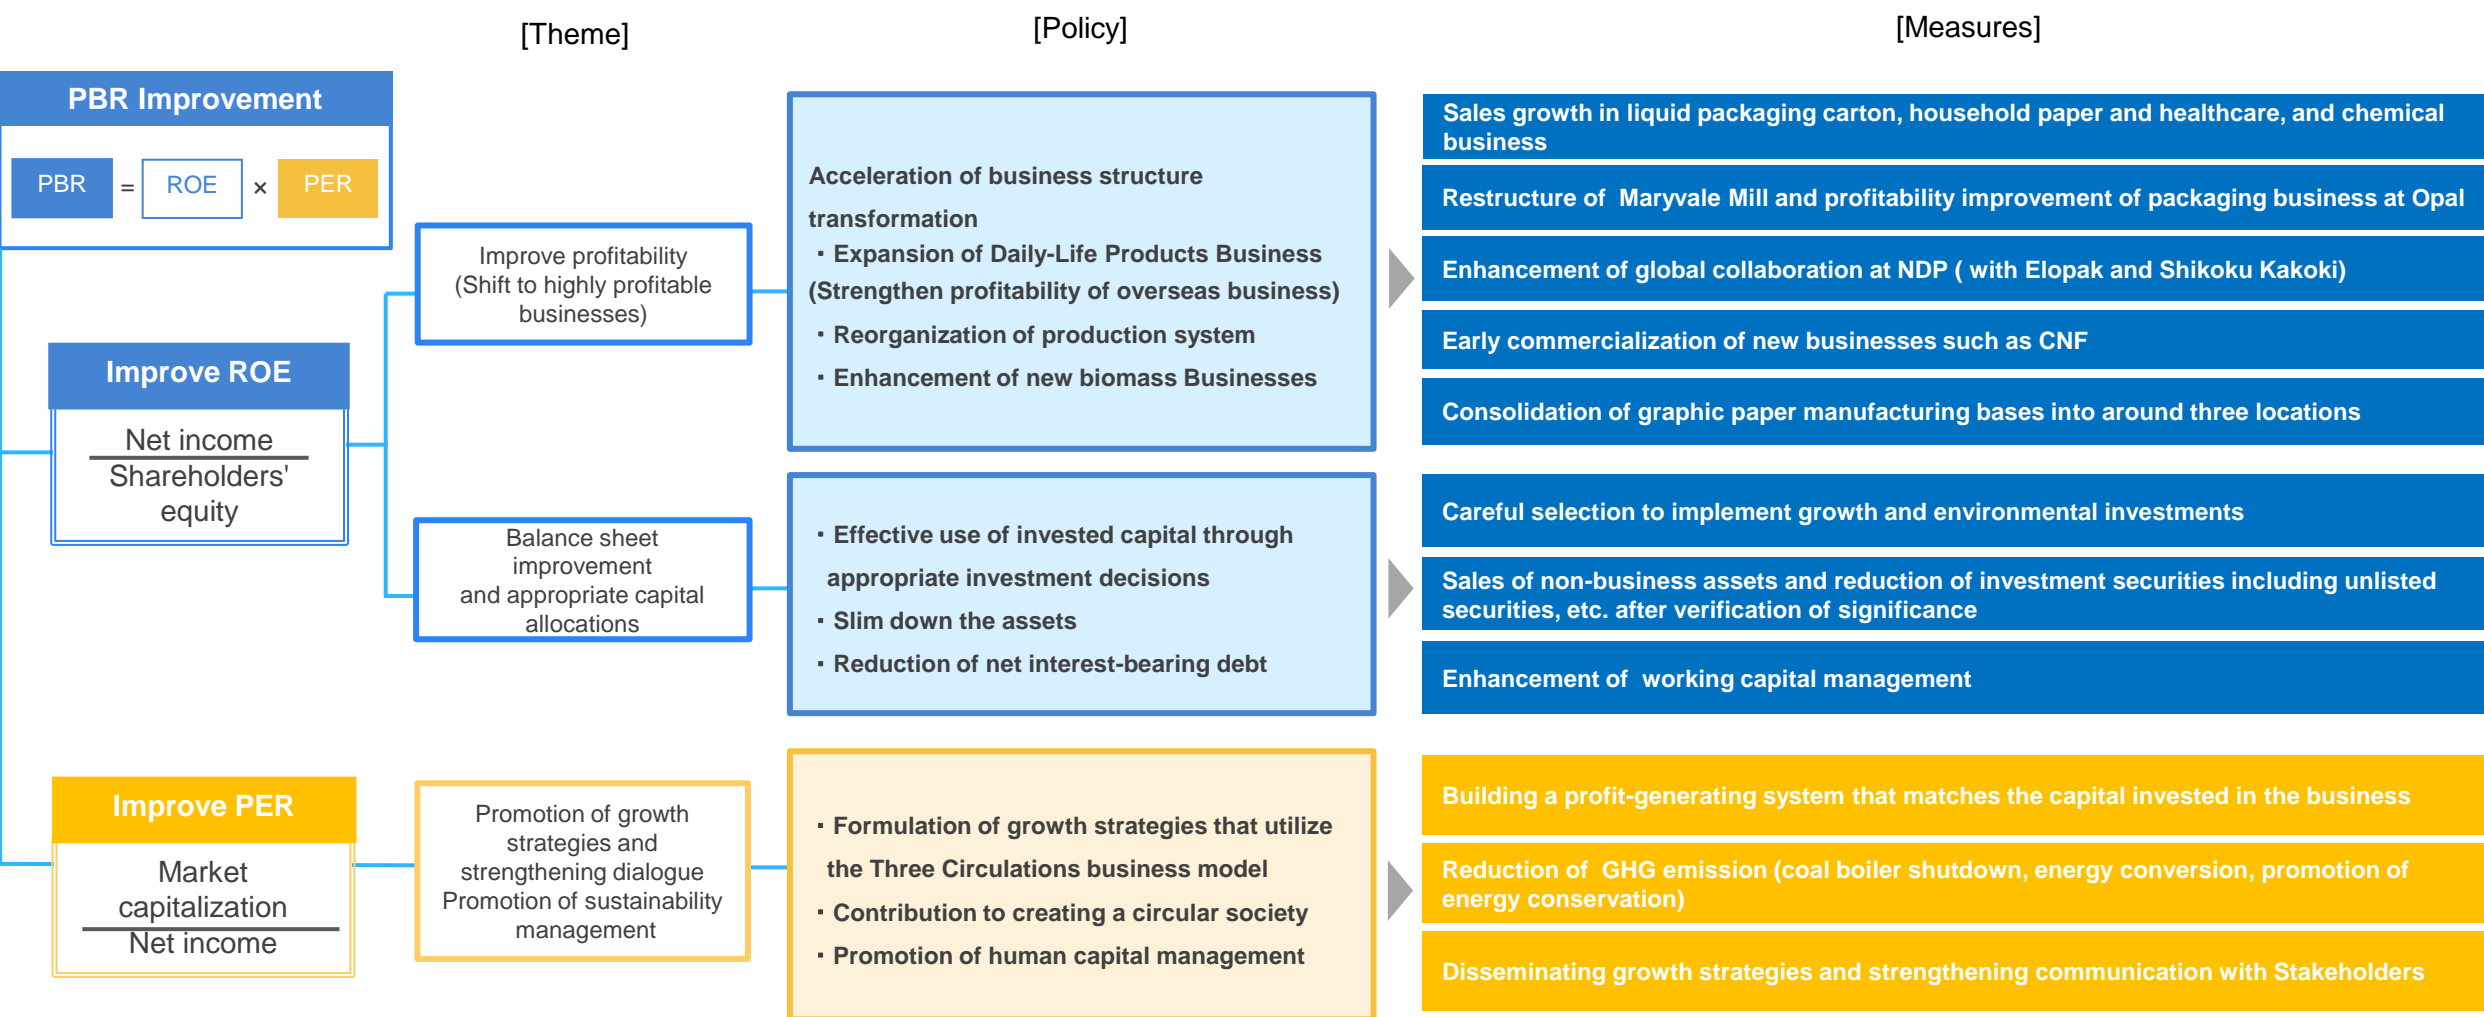 [Theme]
[Policy]
[Measures]
PBR Improvement
PBR = ROE × PER
Improve ROE
Net income
Shareholders'
equity
Improve profitability
(Shift to highly profitable
businesses)
Acceleration of business structure
transformation
・Expansion of Daily-Life Products Business
(Strengthen profitability of overseas business)
・Reorganization of production system
・Enhancement of new biomass Businesses
Sales growth in liquid packaging carton, household paper and healthcare, and chemical
business
Restructure of Maryvale Mill and profitability improvement of packaging business at Opal
Enhancement of global collaboration at NDP ( with Elopak and Shikoku Kakoki)
Early commercialization of new businesses such as CNF
Consolidation of graphic paper manufacturing bases into around three locations
Balance sheet
improvement
and appropriate capital
allocations
・Effective use of invested capital through
appropriate investment decisions
・Slim down the assets
・Reduction of net interest-bearing debt
Careful selection to implement growth and environmental investments
Sales of non-business assets and reduction of investment securities including unlisted
securities, etc. after verification of significance
Enhancement of working capital management
Improve PER
Market
capitalization
Net income
Promotion of growth
strategies and
strengthening dialogue
Promotion of sustainability
management
・Formulation of growth strategies that utilize
the Three Circulations business model
・Contribution to creating a circular society
・Promotion of human capital management
Building a profit-generating system that matches the capital invested in the business
Reduction of GHG emission (coal boiler shutdown, energy conversion, promotion of
energy conservation)
Disseminating growth strategies and strengthening communication with Stakeholders